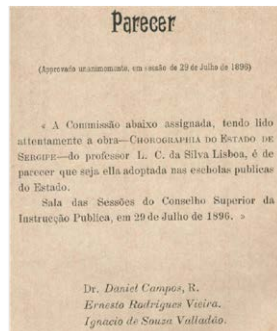 Parecer
(Approvado unanimemente, em sessão de 29 de Julho de 1896)
« A Commissão abaixo assignada, tendo lido
attentamente a obra—CHOROGRAPHIA DO ESTADO DE
SERGIPE—do professor L. C. da Silva Lisboa, é de
parecer que seja ella adoptada nas escholas publicas
do Estado.
Sala das Sessões do Conselho Superior da
Instrucção Publica, em 29 de Julho de 1896. »
Dr. Daniel Campos, R.
Ernesto Rodrigues Vieira.
Ignacio de Souza Valladão.